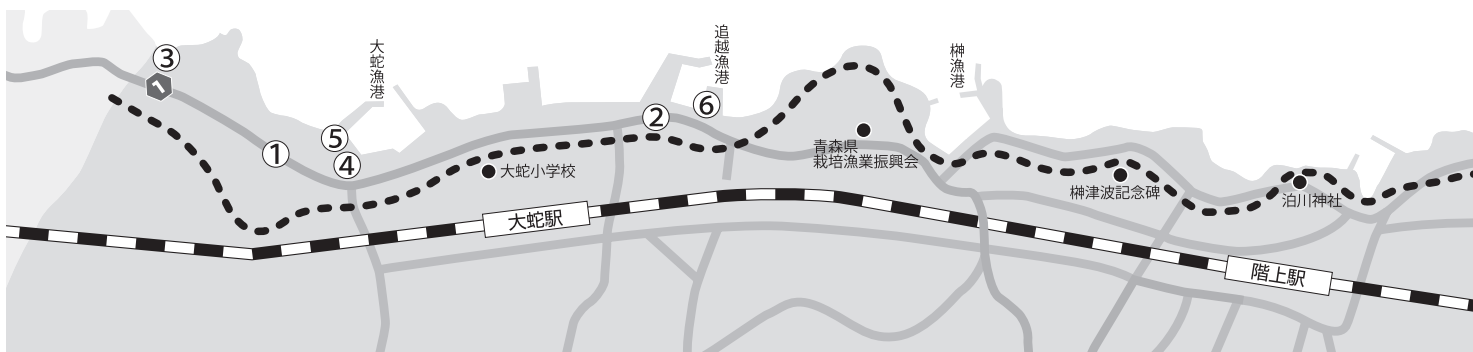 ③
1
①
⑤
④
大蛇漁港
大蛇小学校
大蛇駅
②
⑥
追越漁港
青森県
栽培漁業振興会
榊漁港
榊津波記念碑
泊川神社
階上駅